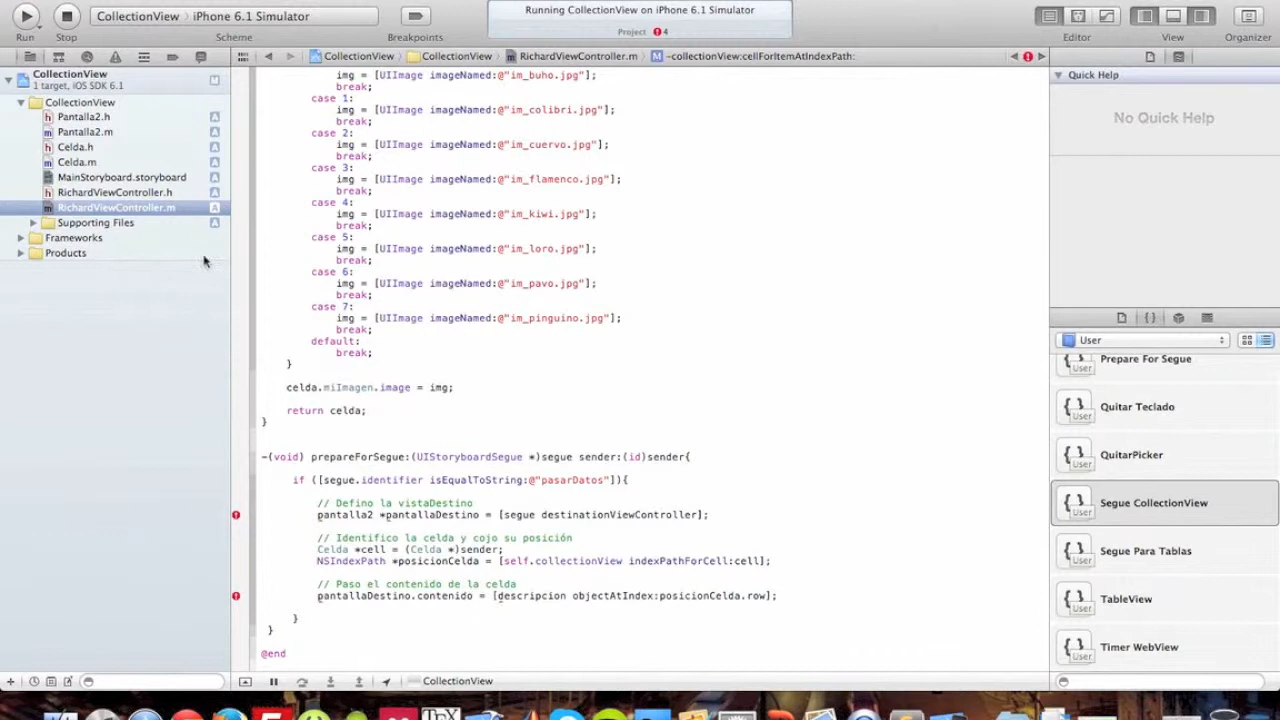 CollectionView › iPhone 6.1 Simulator
Running CollectionView on iPhone 6.1 Simulator
Project 4
Run
Stop
Scheme
Breakpoints
Editor
View
Organizer
CollectionView
CollectionView
RichardViewController.m
M -collectionView:cellForItemAtIndexPath:
CollectionView
1 target, iOS SDK 6.1
M
CollectionView
h Pantalla2.h A
m Pantalla2.m A
h Celda.h A
m Celda.m A
MainStoryboard.storyboard A
h RichardViewController.h A
m RichardViewController.m A
Supporting Files A
Frameworks
Products
img = [UIImage imageNamed:@"im_buho.jpg"];
break;
case 1:
img = [UIImage imageNamed:@"im_colibri.jpg"];
break;
case 2:
img = [UIImage imageNamed:@"im_cuervo.jpg"];
break;
case 3:
img = [UIImage imageNamed:@"im_flamenco.jpg"];
break;
case 4:
img = [UIImage imageNamed:@"im_kiwi.jpg"];
break;
case 5:
img = [UIImage imageNamed:@"im_loro.jpg"];
break;
case 6:
img = [UIImage imageNamed:@"im_pavo.jpg"];
break;
case 7:
img = [UIImage imageNamed:@"im_pinguino.jpg"];
break;
default:
break;
}
celda.miImagen.image = img;
return celda;
}
-(void) prepareForSegue:(UIStoryboardSegue *)segue sender:(id)sender{
if ([segue.identifier isEqualToString:@"pasarDatos"]){
// Defino la vistaDestino
pantalla2 *pantallaDestino = [segue destinationViewController];
// Identifico la celda y cojo su posición
Celda *cell = (Celda *)sender;
NSIndexPath *posicionCelda = [self.collectionView indexPathForCell:cell];
// Paso el contenido de la celda
pantallaDestino.contenido = [descripcion objectAtIndex:posicionCelda.row];
}
}
@end
CollectionView
Quick Help
No Quick Help
User
{ } User Prepare For Segue
{ } User Quitar Teclado
{ } User QuitarPicker
{ } User Segue CollectionView
{ } User Segue Para Tablas
{ } User TableView
{ } User Timer WebView
TEX